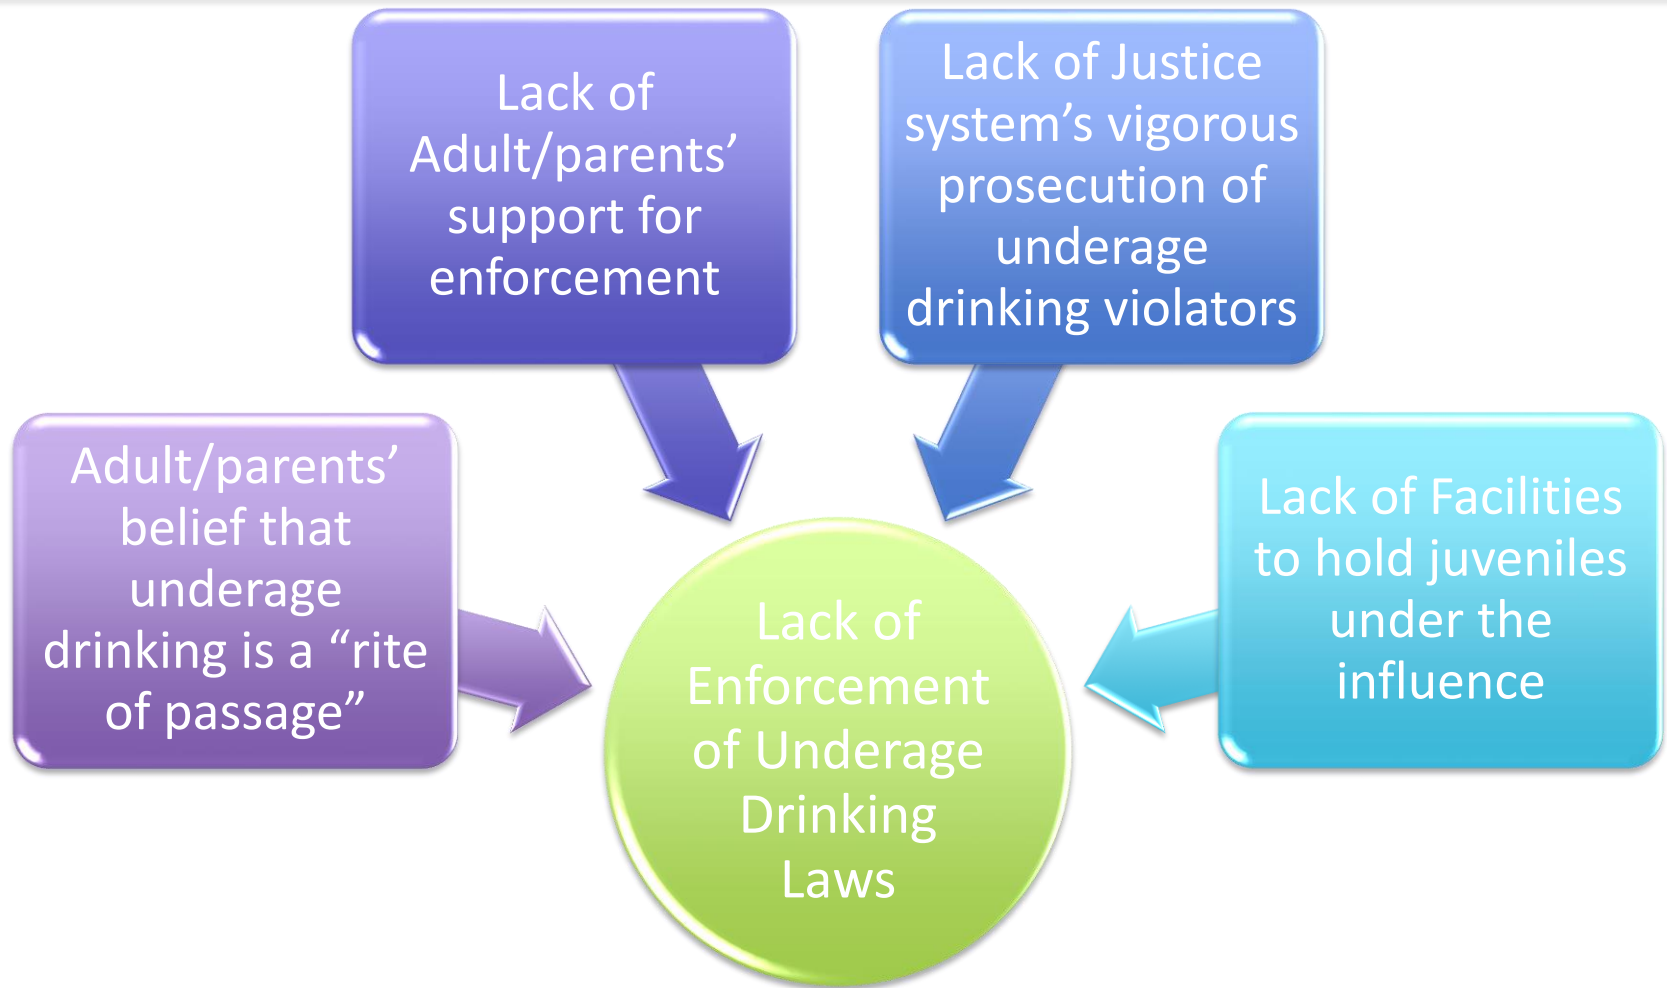 Lack of
Adult/parents’
support for
enforcement
Lack of Justice
system’s vigorous
prosecution of
underage
drinking violators
Adult/parents’
belief that
underage
drinking is a “rite
of passage”
Lack of Facilities
to hold juveniles
under the
influence
Lack of
Enforcement
of Underage
Drinking
Laws